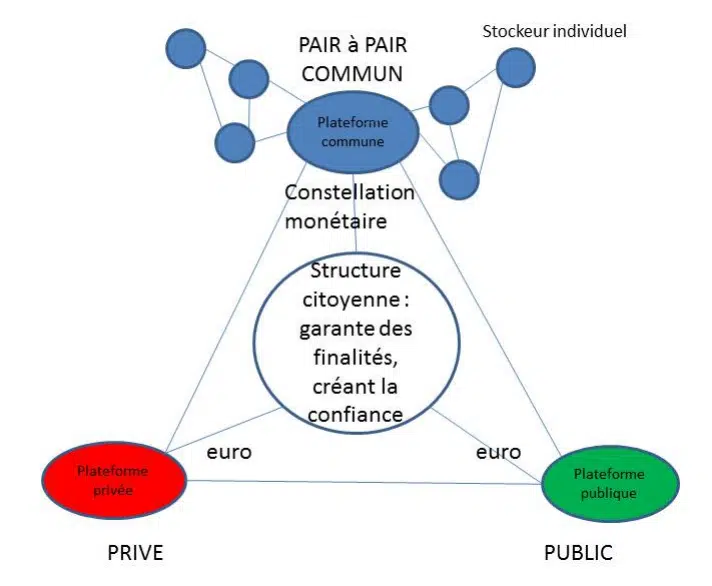 PAIR à PAIR
COMMUN
Stockeur individuel
Plateforme
commune
Constellation
monétaire
Structure
citoyenne :
garante des
finalités,
créant la
confiance
euro
euro
Plateforme
privée
Plateforme
publique
PRIVE
PUBLIC